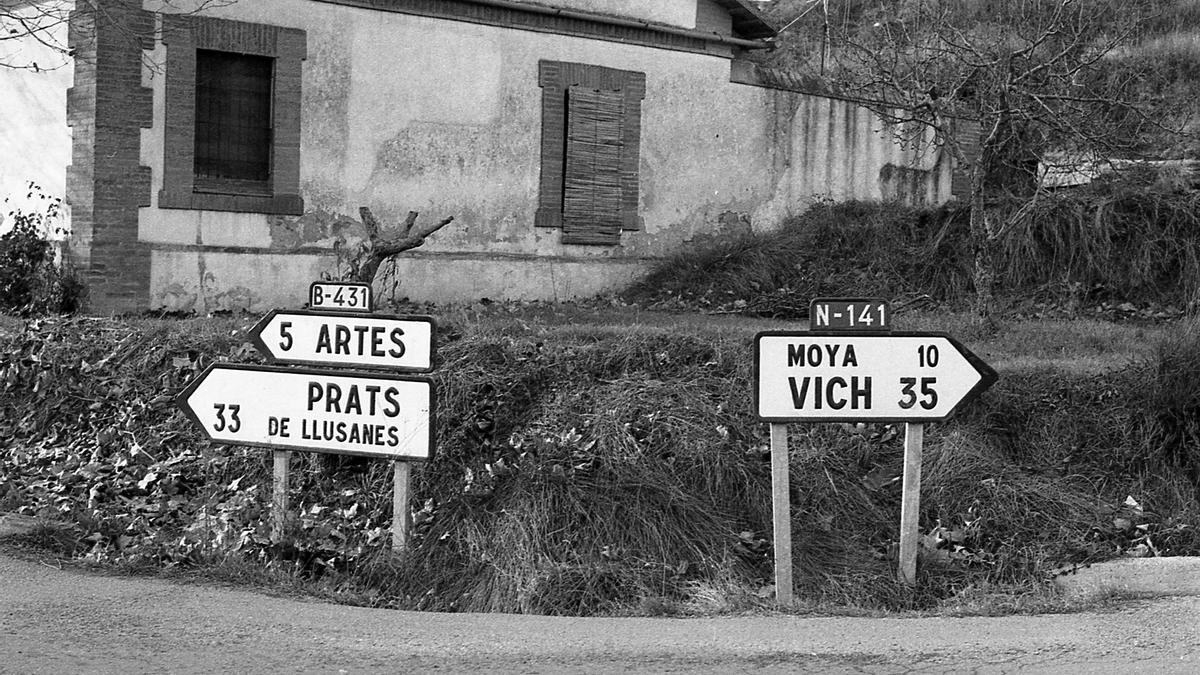 B-431
5 ARTES
PRATS
33 DE LLUSANES
N-141
MOYA 10
VICH 35